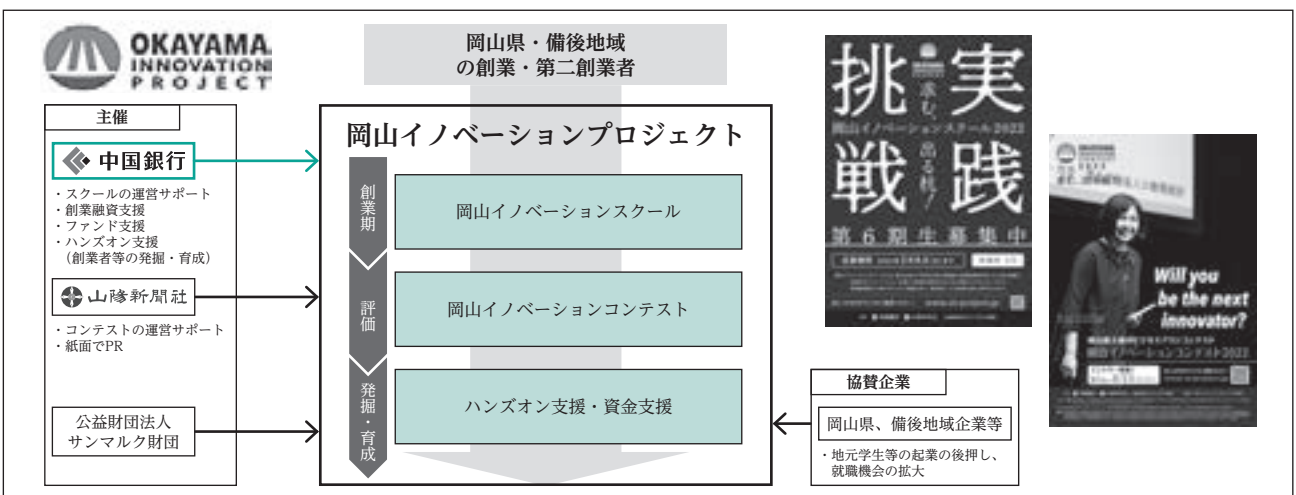 OKAYAMA
INNOVATION
PROJECT
岡山県・備後地域
の創業・第二創業者
主催
中国銀行
・スクールの運営サポート
・創業融資支援
・ファンド支援
・ハンズオン支援
（創業者等の発掘・育成）
山陽新聞社
・コンテストの運営サポート
・紙面でPR
公益財団法人
サンマルク財団
岡山イノベーションプロジェクト
創業期
岡山イノベーションスクール
評価
岡山イノベーションコンテスト
発掘・育成
ハンズオン支援・資金支援
協賛企業
岡山県、備後地域企業等
・地元学生等の起業の後押し、
就職機会の拡大
挑戦
実践
求む、
出る杭！
岡山イノベーションスクール2022
第6期生募集中
Will you
be the next
innovator?
岡山イノベーションコンテスト2022